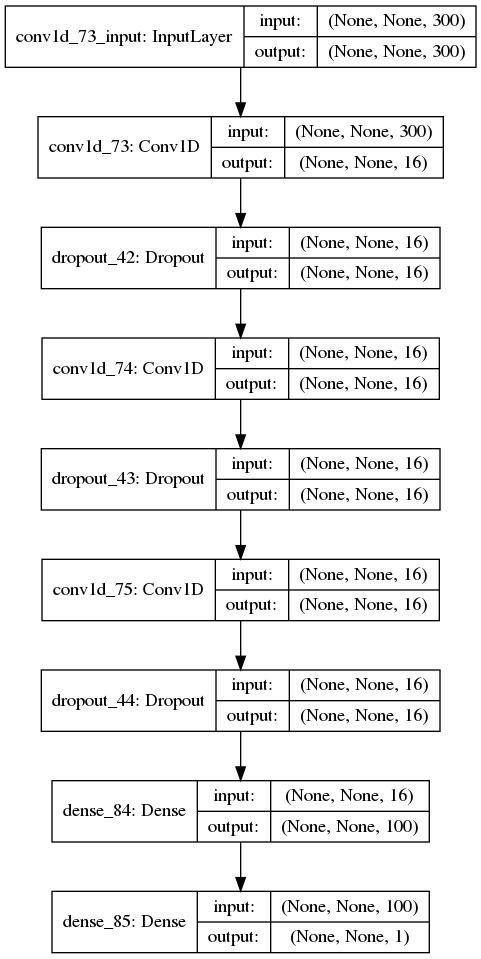 conv1d_73_input: InputLayer
input:
(None, None, 300)
output:
(None, None, 300)
conv1d_73: Conv1D
input:
(None, None, 300)
output:
(None, None, 16)
dropout_42: Dropout
input:
(None, None, 16)
output:
(None, None, 16)
conv1d_74: Conv1D
input:
(None, None, 16)
output:
(None, None, 16)
dropout_43: Dropout
input:
(None, None, 16)
output:
(None, None, 16)
conv1d_75: Conv1D
input:
(None, None, 16)
output:
(None, None, 16)
dropout_44: Dropout
input:
(None, None, 16)
output:
(None, None, 16)
dense_84: Dense
input:
(None, None, 16)
output:
(None, None, 100)
dense_85: Dense
input:
(None, None, 100)
output:
(None, None, 1)